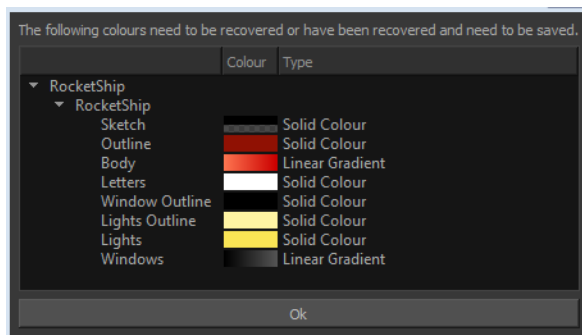 The following colours need to be recovered or have been recovered and need to be saved.
Colour Type
RocketShip
RocketShip
Sketch Solid Colour
Outline Solid Colour
Body Linear Gradient
Letters Solid Colour
Window Outline Solid Colour
Lights Outline Solid Colour
Lights Solid Colour
Windows Linear Gradient
Ok